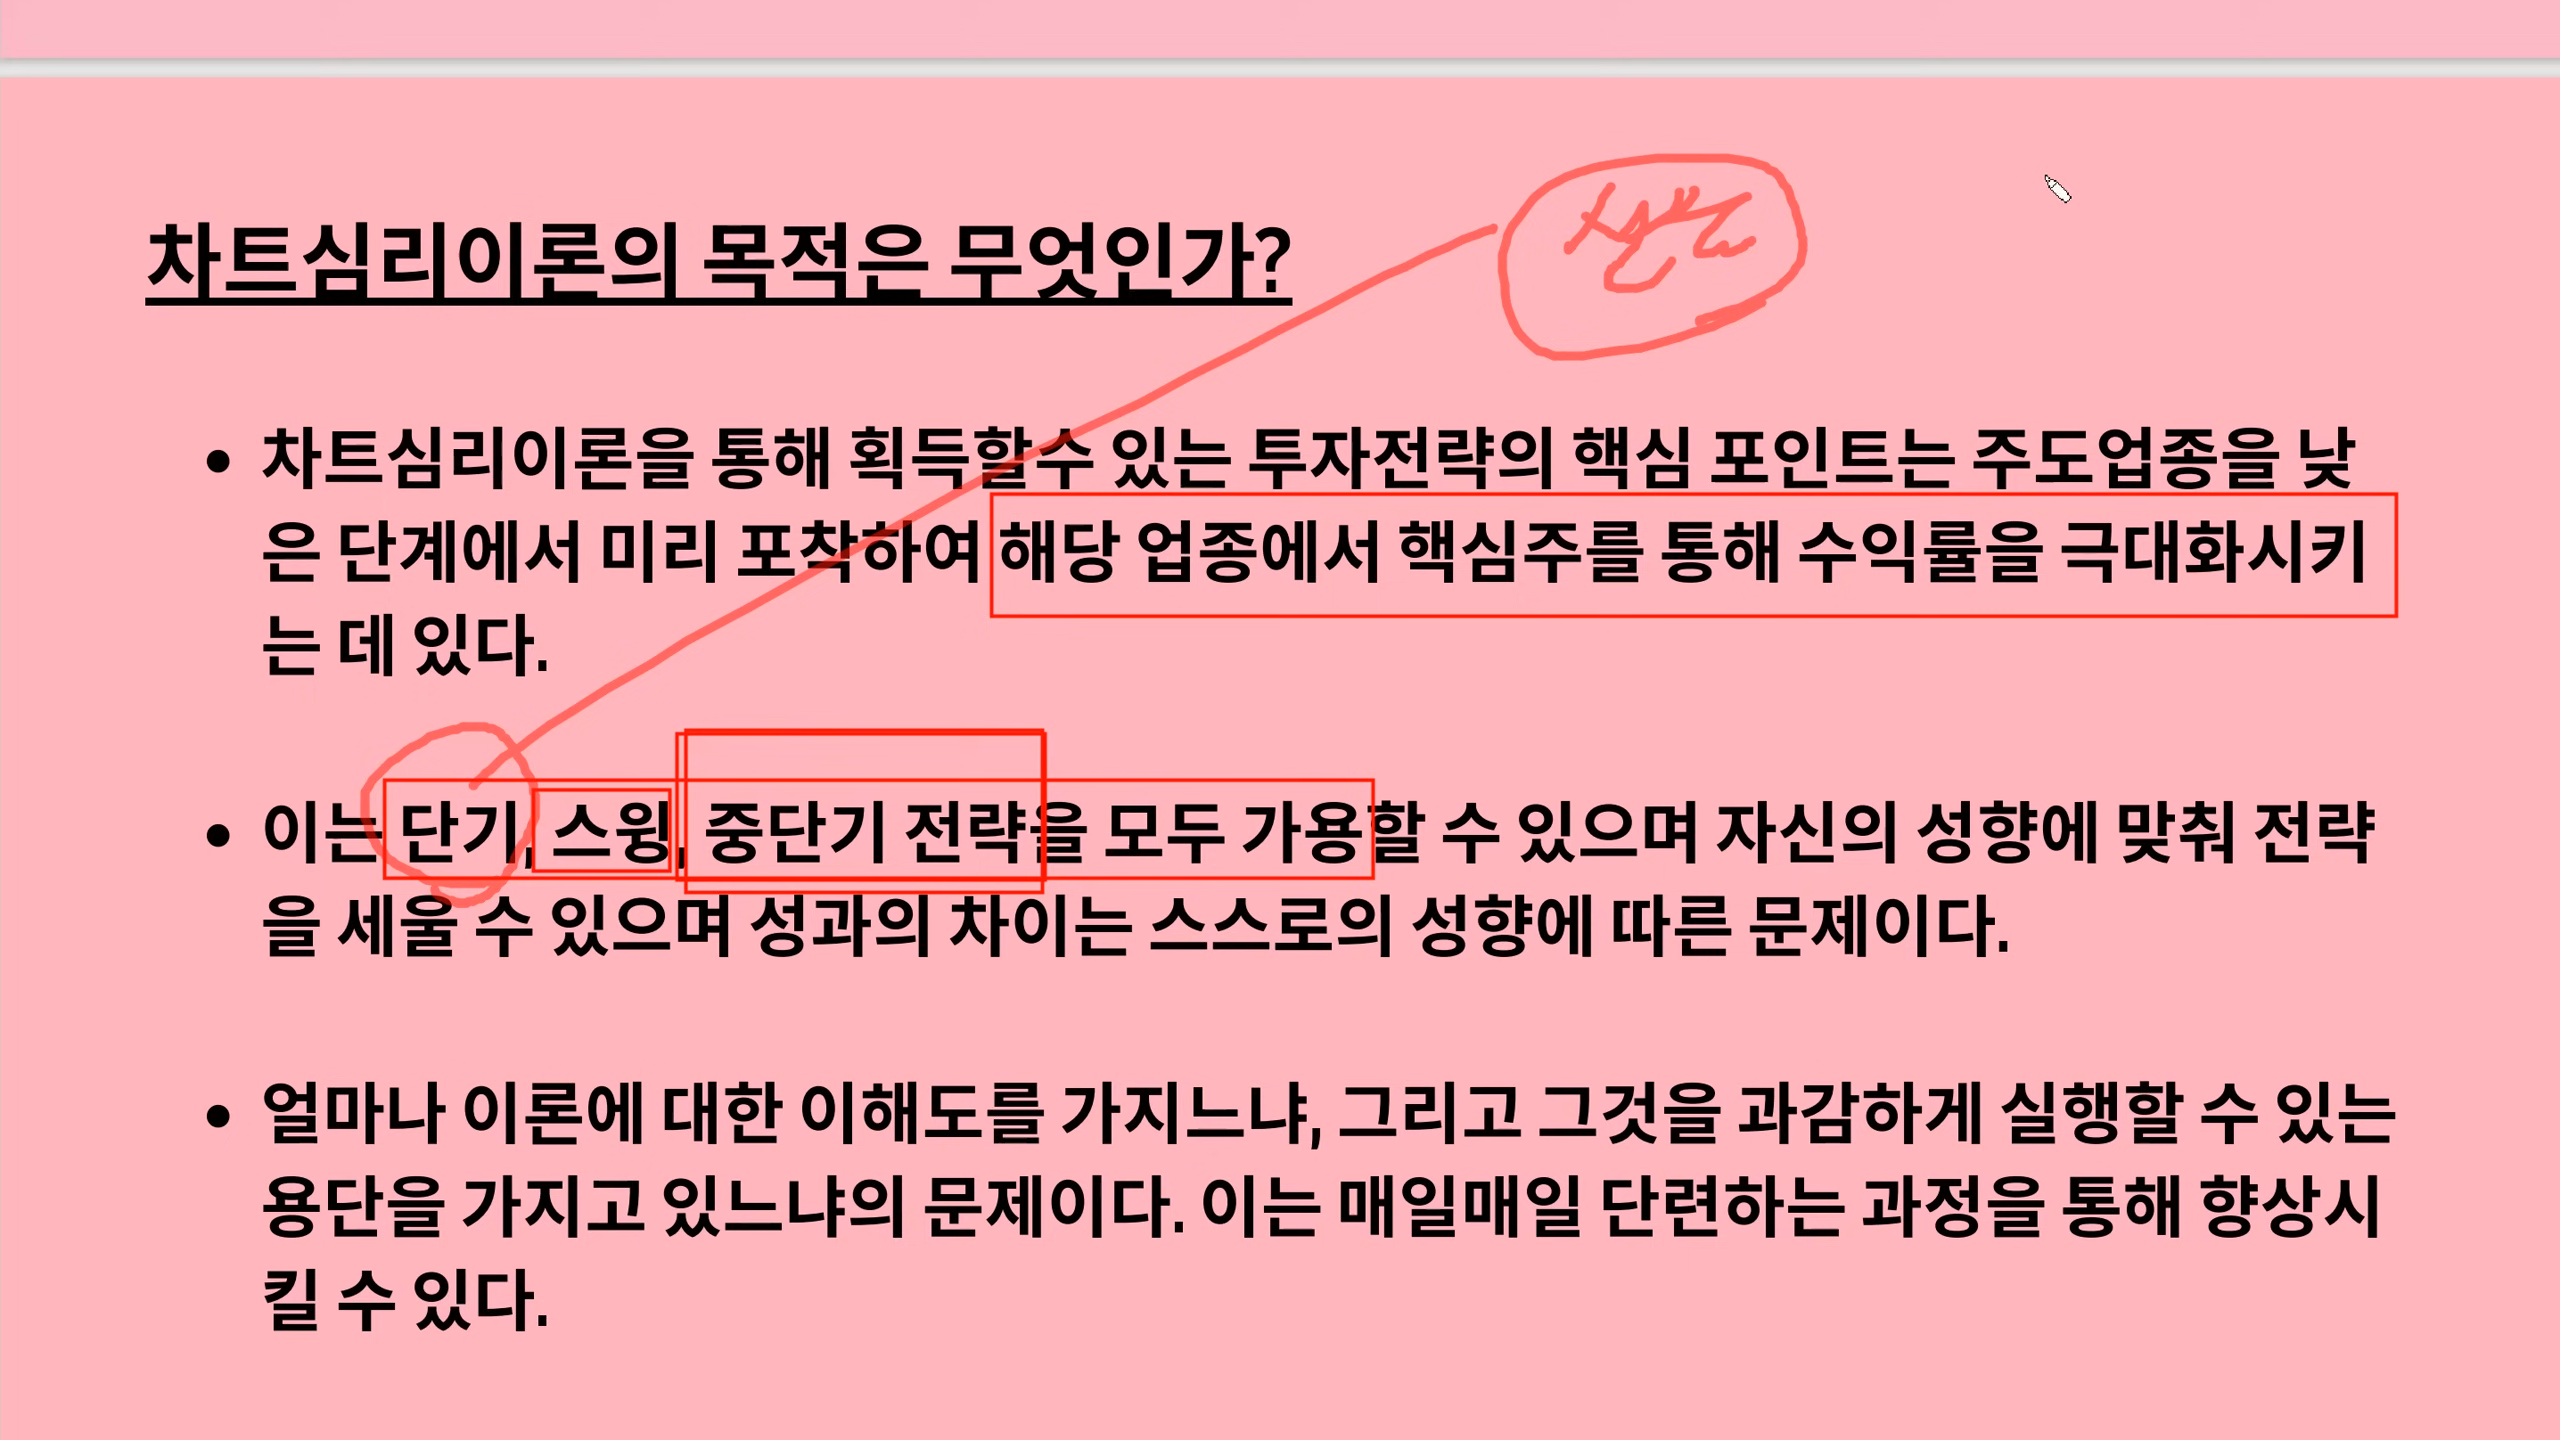 차트심리이론의 목적은 무엇인가?
• 차트심리이론을 통해 획득할수 있는 투자전략의 핵심 포인트는 주도업종을 낮
은 단계에서 미리 포착하여 해당 업종에서 핵심주를 통해 수익률을 극대화시키
는 데 있다.
• 이는 단기, 스윙, 중단기 전략을 모두 가용할 수 있으며 자신의 성향에 맞춰 전략
을 세울 수 있으며 성과의 차이는 스스로의 성향에 따른 문제이다.
• 얼마나 이론에 대한 이해도를 가지느냐, 그리고 그것을 과감하게 실행할 수 있는
용단을 가지고 있느냐의 문제이다. 이는 매일매일 단련하는 과정을 통해 향상시
킬 수 있다.